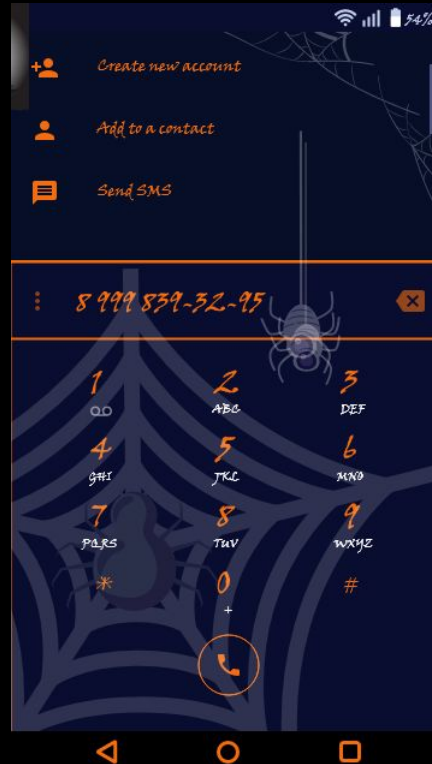 54%
Create new account
Add to a contact
Send SMS
8 999 839-32-95
1 2 3
ABC DEF
4 5 6
GHI JKL MNO
7 8 9
PQRS TUV WXYZ
* 0 #
+